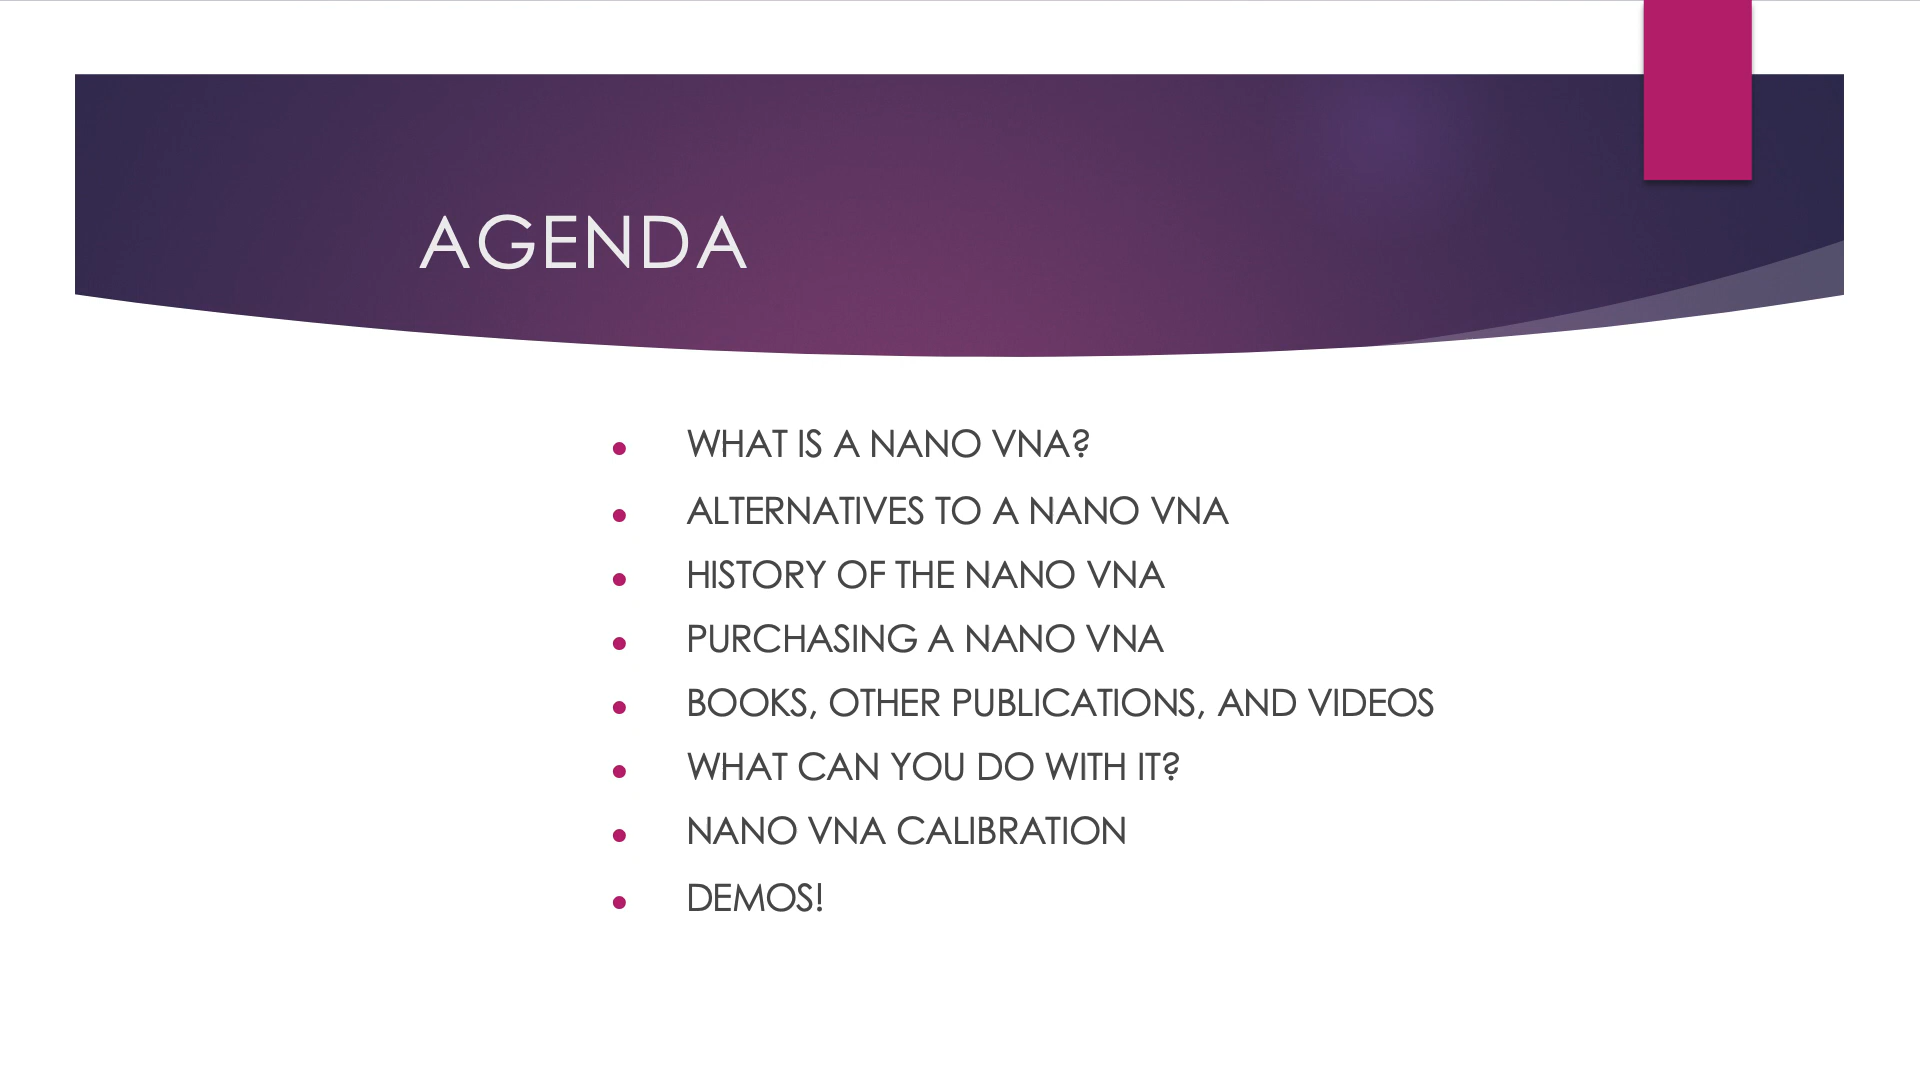 AGENDA
• WHAT IS A NANO VNA?
• ALTERNATIVES TO A NANO VNA
• HISTORY OF THE NANO VNA
• PURCHASING A NANO VNA
• BOOKS, OTHER PUBLICATIONS, AND VIDEOS
• WHAT CAN YOU DO WITH IT?
• NANO VNA CALIBRATION
• DEMOS!